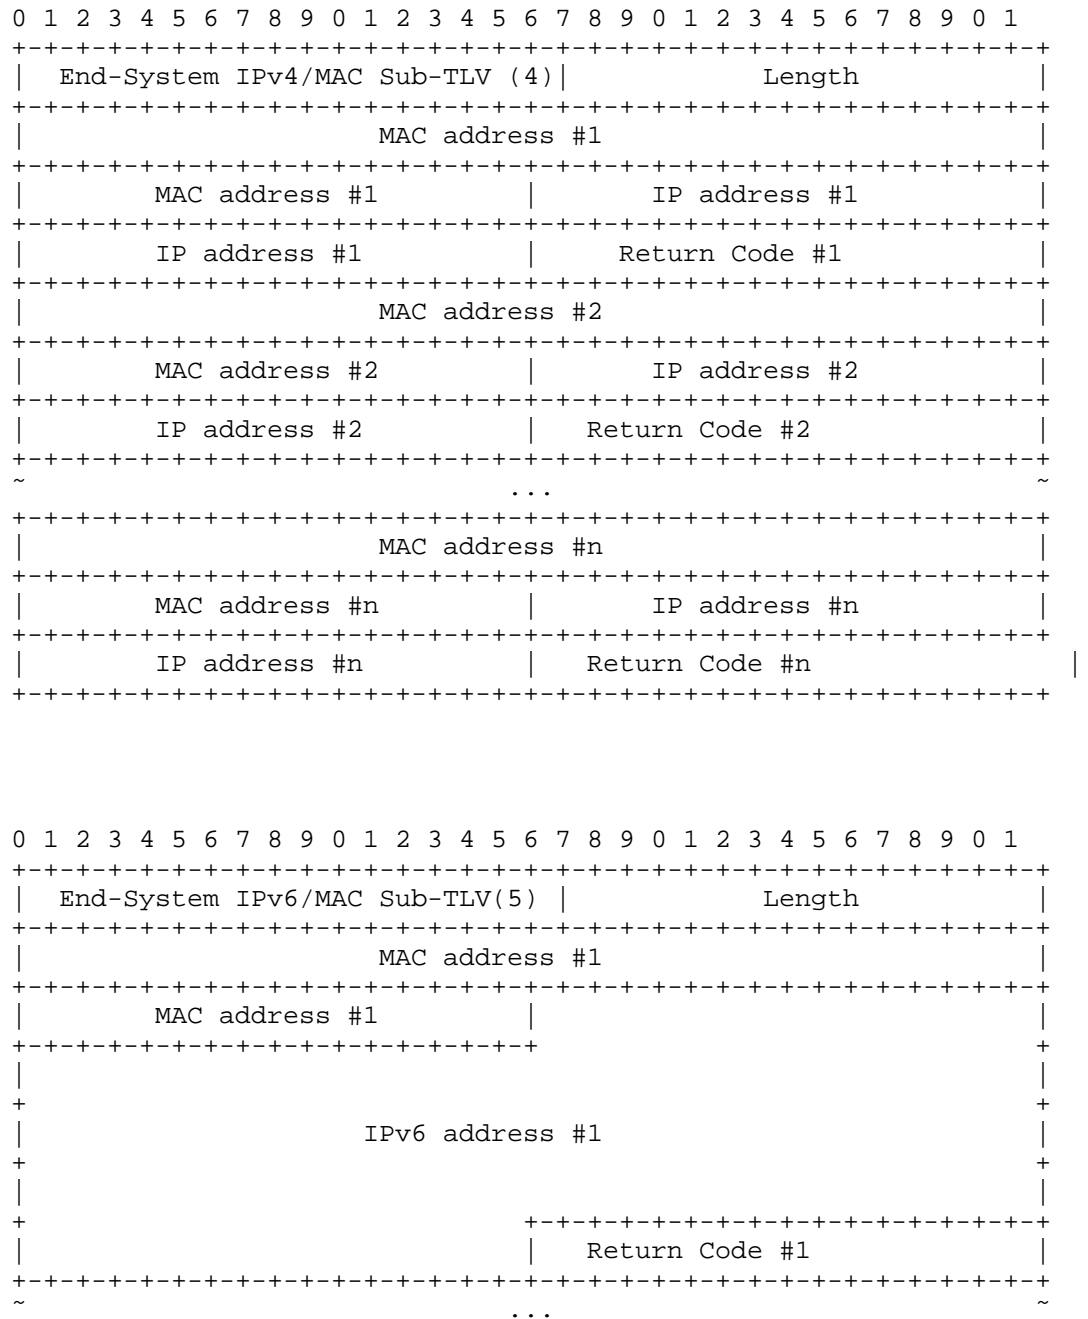 0 1 2 3 4 5 6 7 8 9 0 1 2 3 4 5 6 7 8 9 0 1 2 3 4 5 6 7 8 9 0 1
+-+-+-+-+-+-+-+-+-+-+-+-+-+-+-+-+-+-+-+-+-+-+-+-+-+-+-+-+-+-+-+-+
|  End-System IPv4/MAC Sub-TLV (4)|            Length           |
+-+-+-+-+-+-+-+-+-+-+-+-+-+-+-+-+-+-+-+-+-+-+-+-+-+-+-+-+-+-+-+-+
|                      MAC address #1                           |
+-+-+-+-+-+-+-+-+-+-+-+-+-+-+-+-+-+-+-+-+-+-+-+-+-+-+-+-+-+-+-+-+
|        MAC address #1         |       IP address #1           |
+-+-+-+-+-+-+-+-+-+-+-+-+-+-+-+-+-+-+-+-+-+-+-+-+-+-+-+-+-+-+-+-+
|        IP address #1          |     Return Code #1            |
+-+-+-+-+-+-+-+-+-+-+-+-+-+-+-+-+-+-+-+-+-+-+-+-+-+-+-+-+-+-+-+-+
|                      MAC address #2                           |
+-+-+-+-+-+-+-+-+-+-+-+-+-+-+-+-+-+-+-+-+-+-+-+-+-+-+-+-+-+-+-+-+
|        MAC address #2         |       IP address #2           |
+-+-+-+-+-+-+-+-+-+-+-+-+-+-+-+-+-+-+-+-+-+-+-+-+-+-+-+-+-+-+-+-+
|        IP address #2          |   Return Code #2              |
+-+-+-+-+-+-+-+-+-+-+-+-+-+-+-+-+-+-+-+-+-+-+-+-+-+-+-+-+-+-+-+-+
~                              ...                              ~
+-+-+-+-+-+-+-+-+-+-+-+-+-+-+-+-+-+-+-+-+-+-+-+-+-+-+-+-+-+-+-+-+
|                      MAC address #n                           |
+-+-+-+-+-+-+-+-+-+-+-+-+-+-+-+-+-+-+-+-+-+-+-+-+-+-+-+-+-+-+-+-+
|        MAC address #n         |       IP address #n           |
+-+-+-+-+-+-+-+-+-+-+-+-+-+-+-+-+-+-+-+-+-+-+-+-+-+-+-+-+-+-+-+-+
|        IP address #n          |   Return Code #n                |
+-+-+-+-+-+-+-+-+-+-+-+-+-+-+-+-+-+-+-+-+-+-+-+-+-+-+-+-+-+-+-+-+
0 1 2 3 4 5 6 7 8 9 0 1 2 3 4 5 6 7 8 9 0 1 2 3 4 5 6 7 8 9 0 1
+-+-+-+-+-+-+-+-+-+-+-+-+-+-+-+-+-+-+-+-+-+-+-+-+-+-+-+-+-+-+-+-+
|  End-System IPv6/MAC Sub-TLV(5) |            Length           |
+-+-+-+-+-+-+-+-+-+-+-+-+-+-+-+-+-+-+-+-+-+-+-+-+-+-+-+-+-+-+-+-+
|                      MAC address #1                           |
+-+-+-+-+-+-+-+-+-+-+-+-+-+-+-+-+-+-+-+-+-+-+-+-+-+-+-+-+-+-+-+-+
|        MAC address #1         |                               |
+-+-+-+-+-+-+-+-+-+-+-+-+-+-+-+-+                               +
|                                                               |
+                                                               +
|                     IPv6 address #1                           |
+                                                               +
|                                                               |
+                               +-+-+-+-+-+-+-+-+-+-+-+-+-+-+-+-+
|                               |   Return Code #1              |
+-+-+-+-+-+-+-+-+-+-+-+-+-+-+-+-+-+-+-+-+-+-+-+-+-+-+-+-+-+-+-+-+
~                              ...                              ~